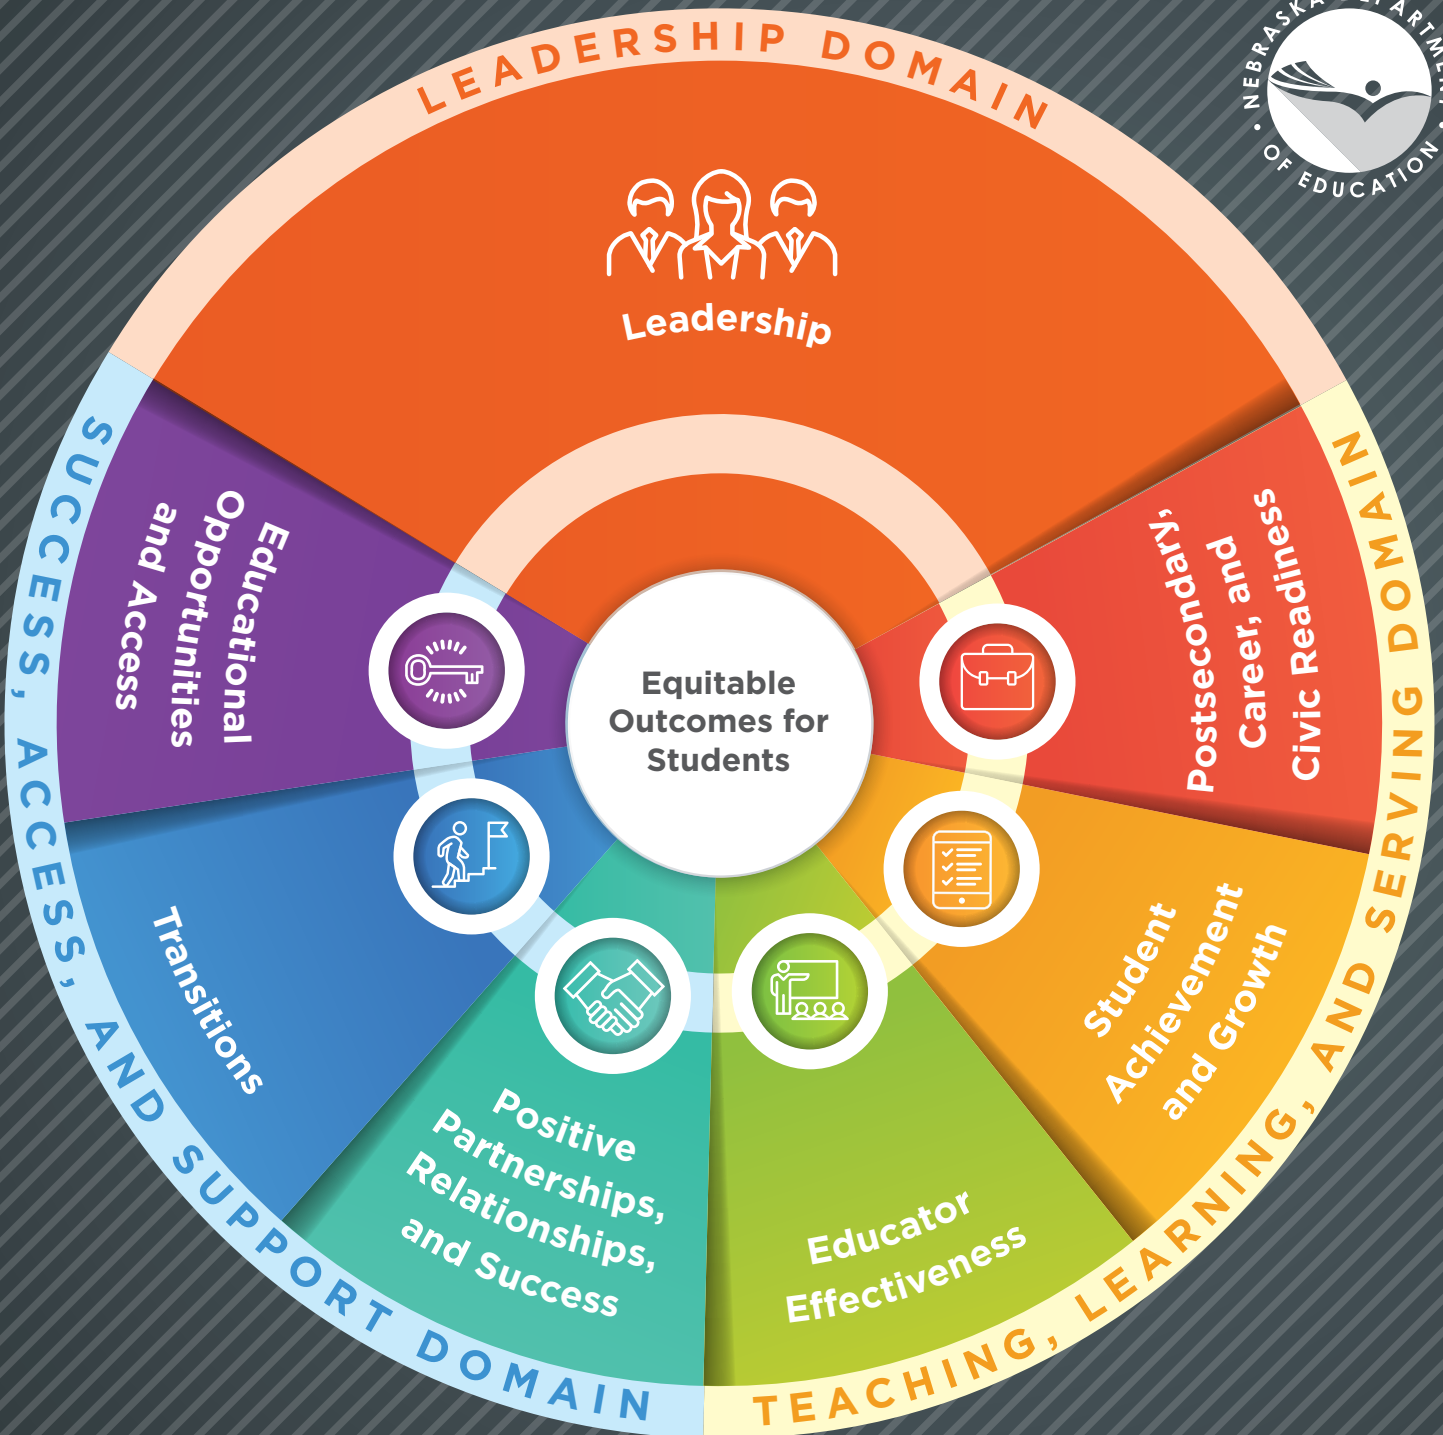 LEADERSHIP DOMAIN
NEBRASKA DEPARTMENT
OF EDUCATION
Leadership
SUCCESS, ACCESS, AND SUPPORT DOMAIN
Educational
Opportunities
and Access
Transitions
Positive
Partnerships,
Relationships,
and Success
Equitable
Outcomes for
Students
TEACHING, LEARNING, AND SERVING DOMAIN
Educator
Effectiveness
Student
Achievement
and Growth
Postsecondary,
Career, and
Civic Readiness